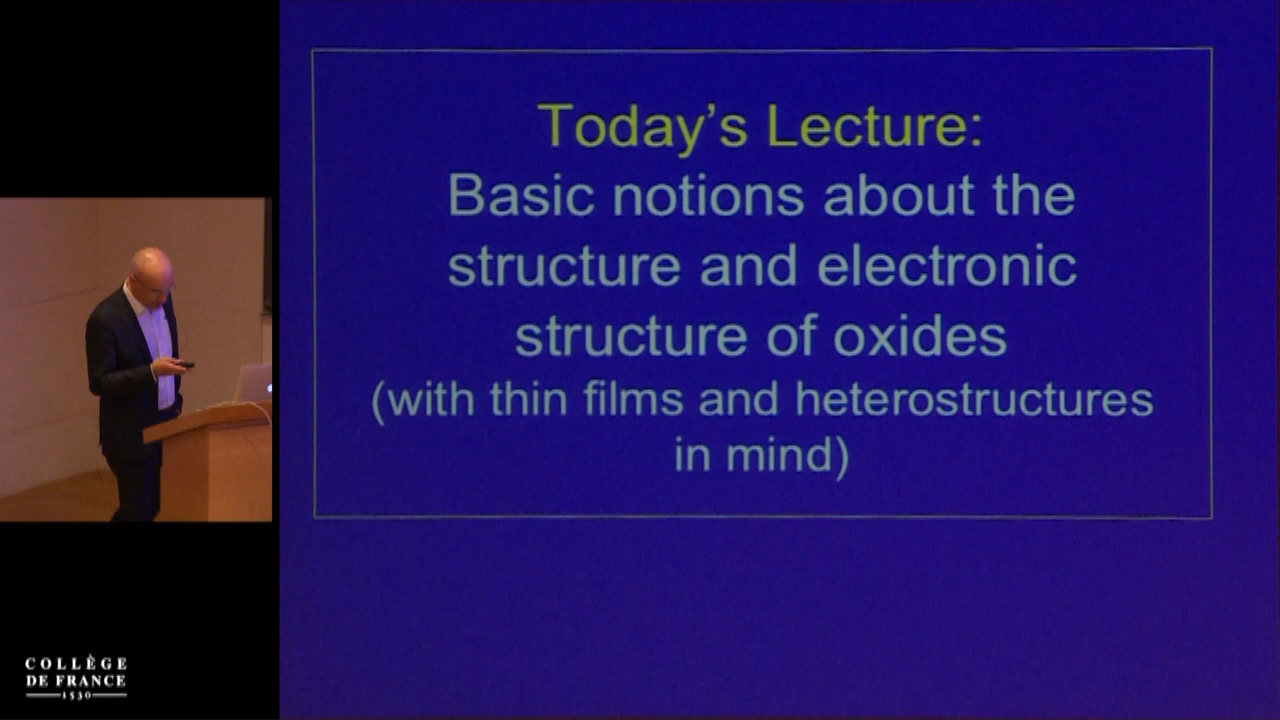 Today's Lecture:
Basic notions about the
structure and electronic
structure of oxides
(with thin films and heterostructures
in mind)
COLLÈGE
DE FRANCE
1530